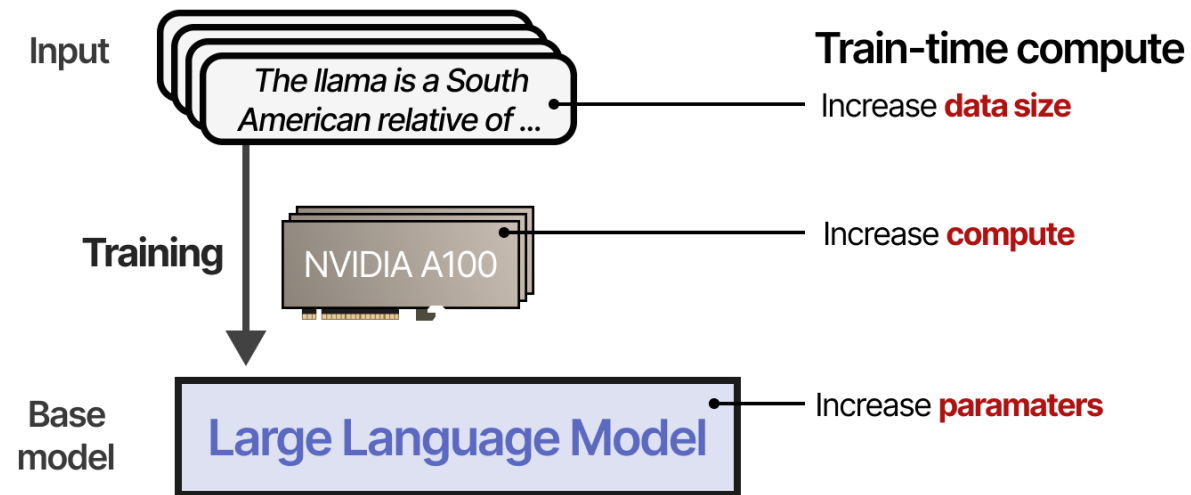 Input
The llama is a South
American relative of ...
Train-time compute
Increase data size
Training
NVIDIA A100
Increase compute
Base
model
Large Language Model
Increase paramaters